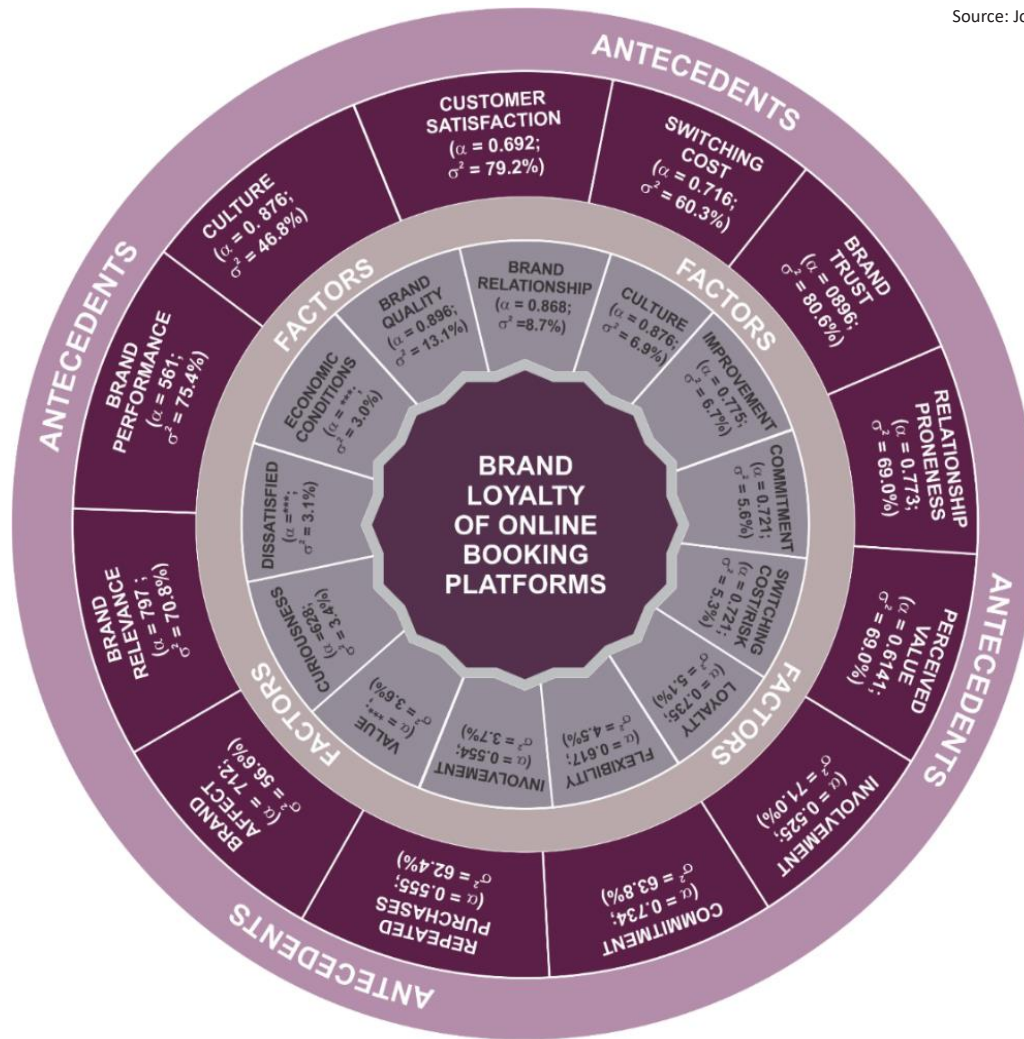 Source: Jo
ANTECEDENTS
CUSTOMER
SATISFACTION
(α = 0.692;
σ² = 79.2%)
SWITCHING
COST
(α = 0.716;
σ² = 60.3%)
BRAND
TRUST
(α = 0896;
σ² = 80.6%)
RELATIONSHIP
PRONENESS
(α = 0.773;
σ² = 69.0%)
ANTECEDENTS
PERCEIVED
VALUE
(α = 0.6141;
σ² = 69.0%)
INVOLVEMENT
(α = 0.525;
σ² = 71.0%)
COMMITMENT
(α = 0.734;
σ² = 63.8%)
REPEATED
PURCHASES
(α = 0.555;
σ² = 62.4%)
ANTECEDENTS
BRAND
AFFECT
(α = 712;
σ² = 56.6%)
BRAND
RELEVANCE
(α = 797 ;
σ² = 70.8%)
ANTECEDENTS
BRAND
PERFORMANCE
(α = 561;
σ² = 75.4%)
CULTURE
(α = 0. 876;
σ² = 46.8%)
FACTORS
FACTORS
FACTORS
FACTORS
BRAND
RELATIONSHIP
(α = 0.868;
σ² =8.7%)
CULTURE
(α = 0.876;
σ² = 6.9%)
IMPROVEMENT
(α = 0.775;
σ² = 6.7%)
COMMITMENT
(α = 0.721;
σ² = 5.6%)
SWITCHING
COST/RISK
(α = 0.721;
σ² = 5.3%)
LOYALTY
(α = 0.735;
σ² = 5.1%)
FLEXIBILITY
(α = 0.617;
σ² = 4.5%)
INVOLVEMENT
(α = 0.554;
σ² = 3.7%)
VALUE
(α = ***;
σ² = 3.6%)
CURIOUSNESS
(α =628;
σ² = 3.4%)
DISSATISFIED
(α =***;
σ² = 3.1%)
ECONOMIC
CONDITIONS
(α = ***;
σ² = 3.0%)
BRAND
QUALITY
(α = 0.896;
σ² = 13.1%)
BRAND
LOYALTY
OF ONLINE
BOOKING
PLATFORMS